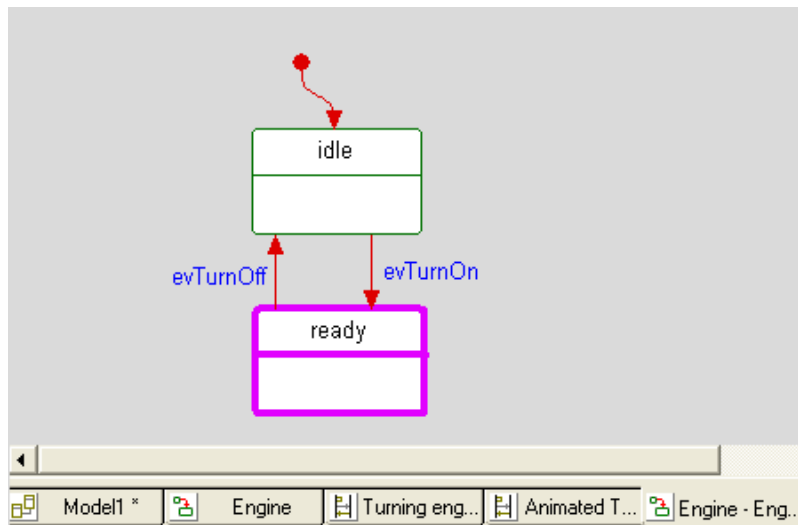 idle
evTurnOff
evTurnOn
ready
Model1 *
Engine
Turning eng...
Animated T...
Engine - Eng...